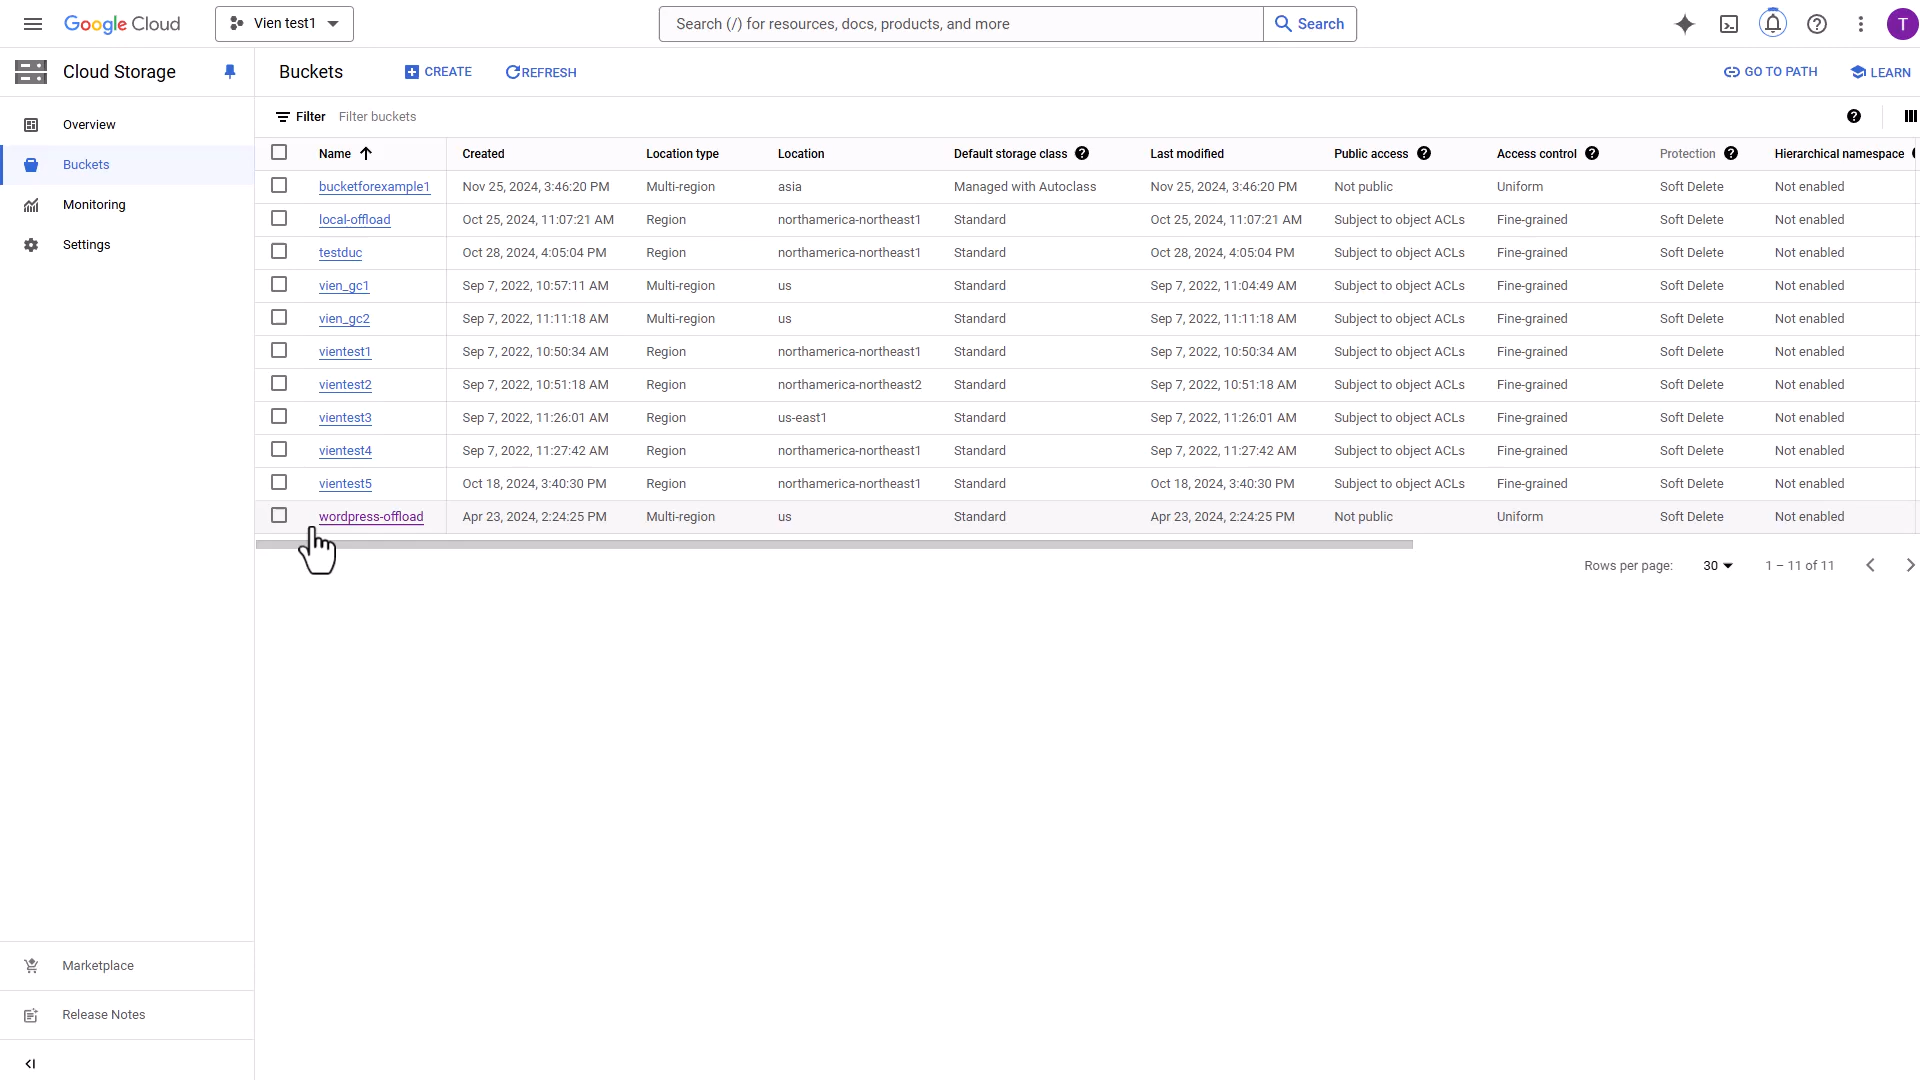 Google Cloud Vien test1 Search (/) for resources, docs, products, and more Search T
Cloud Storage Buckets CREATE REFRESH GO TO PATH LEARN
Overview
Buckets
Monitoring
Settings
Marketplace
Release Notes
Filter Filter buckets
Name Created Location type Location Default storage class Last modified Public access Access control Protection Hierarchical namespace
bucketforexample1 Nov 25, 2024, 3:46:20 PM Multi-region asia Managed with Autoclass Nov 25, 2024, 3:46:20 PM Not public Uniform Soft Delete Not enabled
local-offload Oct 25, 2024, 11:07:21 AM Region northamerica-northeast1 Standard Oct 25, 2024, 11:07:21 AM Subject to object ACLs Fine-grained Soft Delete Not enabled
testduc Oct 28, 2024, 4:05:04 PM Region northamerica-northeast1 Standard Oct 28, 2024, 4:05:04 PM Subject to object ACLs Fine-grained Soft Delete Not enabled
vien_gc1 Sep 7, 2022, 10:57:11 AM Multi-region us Standard Sep 7, 2022, 11:04:49 AM Subject to object ACLs Fine-grained Soft Delete Not enabled
vien_gc2 Sep 7, 2022, 11:11:18 AM Multi-region us Standard Sep 7, 2022, 11:11:18 AM Subject to object ACLs Fine-grained Soft Delete Not enabled
vientest1 Sep 7, 2022, 10:50:34 AM Region northamerica-northeast1 Standard Sep 7, 2022, 10:50:34 AM Subject to object ACLs Fine-grained Soft Delete Not enabled
vientest2 Sep 7, 2022, 10:51:18 AM Region northamerica-northeast2 Standard Sep 7, 2022, 10:51:18 AM Subject to object ACLs Fine-grained Soft Delete Not enabled
vientest3 Sep 7, 2022, 11:26:01 AM Region us-east1 Standard Sep 7, 2022, 11:26:01 AM Subject to object ACLs Fine-grained Soft Delete Not enabled
vientest4 Sep 7, 2022, 11:27:42 AM Region northamerica-northeast1 Standard Sep 7, 2022, 11:27:42 AM Subject to object ACLs Fine-grained Soft Delete Not enabled
vientest5 Oct 18, 2024, 3:40:30 PM Region northamerica-northeast1 Standard Oct 18, 2024, 3:40:30 PM Subject to object ACLs Fine-grained Soft Delete Not enabled
wordpress-offload Apr 23, 2024, 2:24:25 PM Multi-region us Standard Apr 23, 2024, 2:24:25 PM Not public Uniform Soft Delete Not enabled
Rows per page: 30 1 – 11 of 11